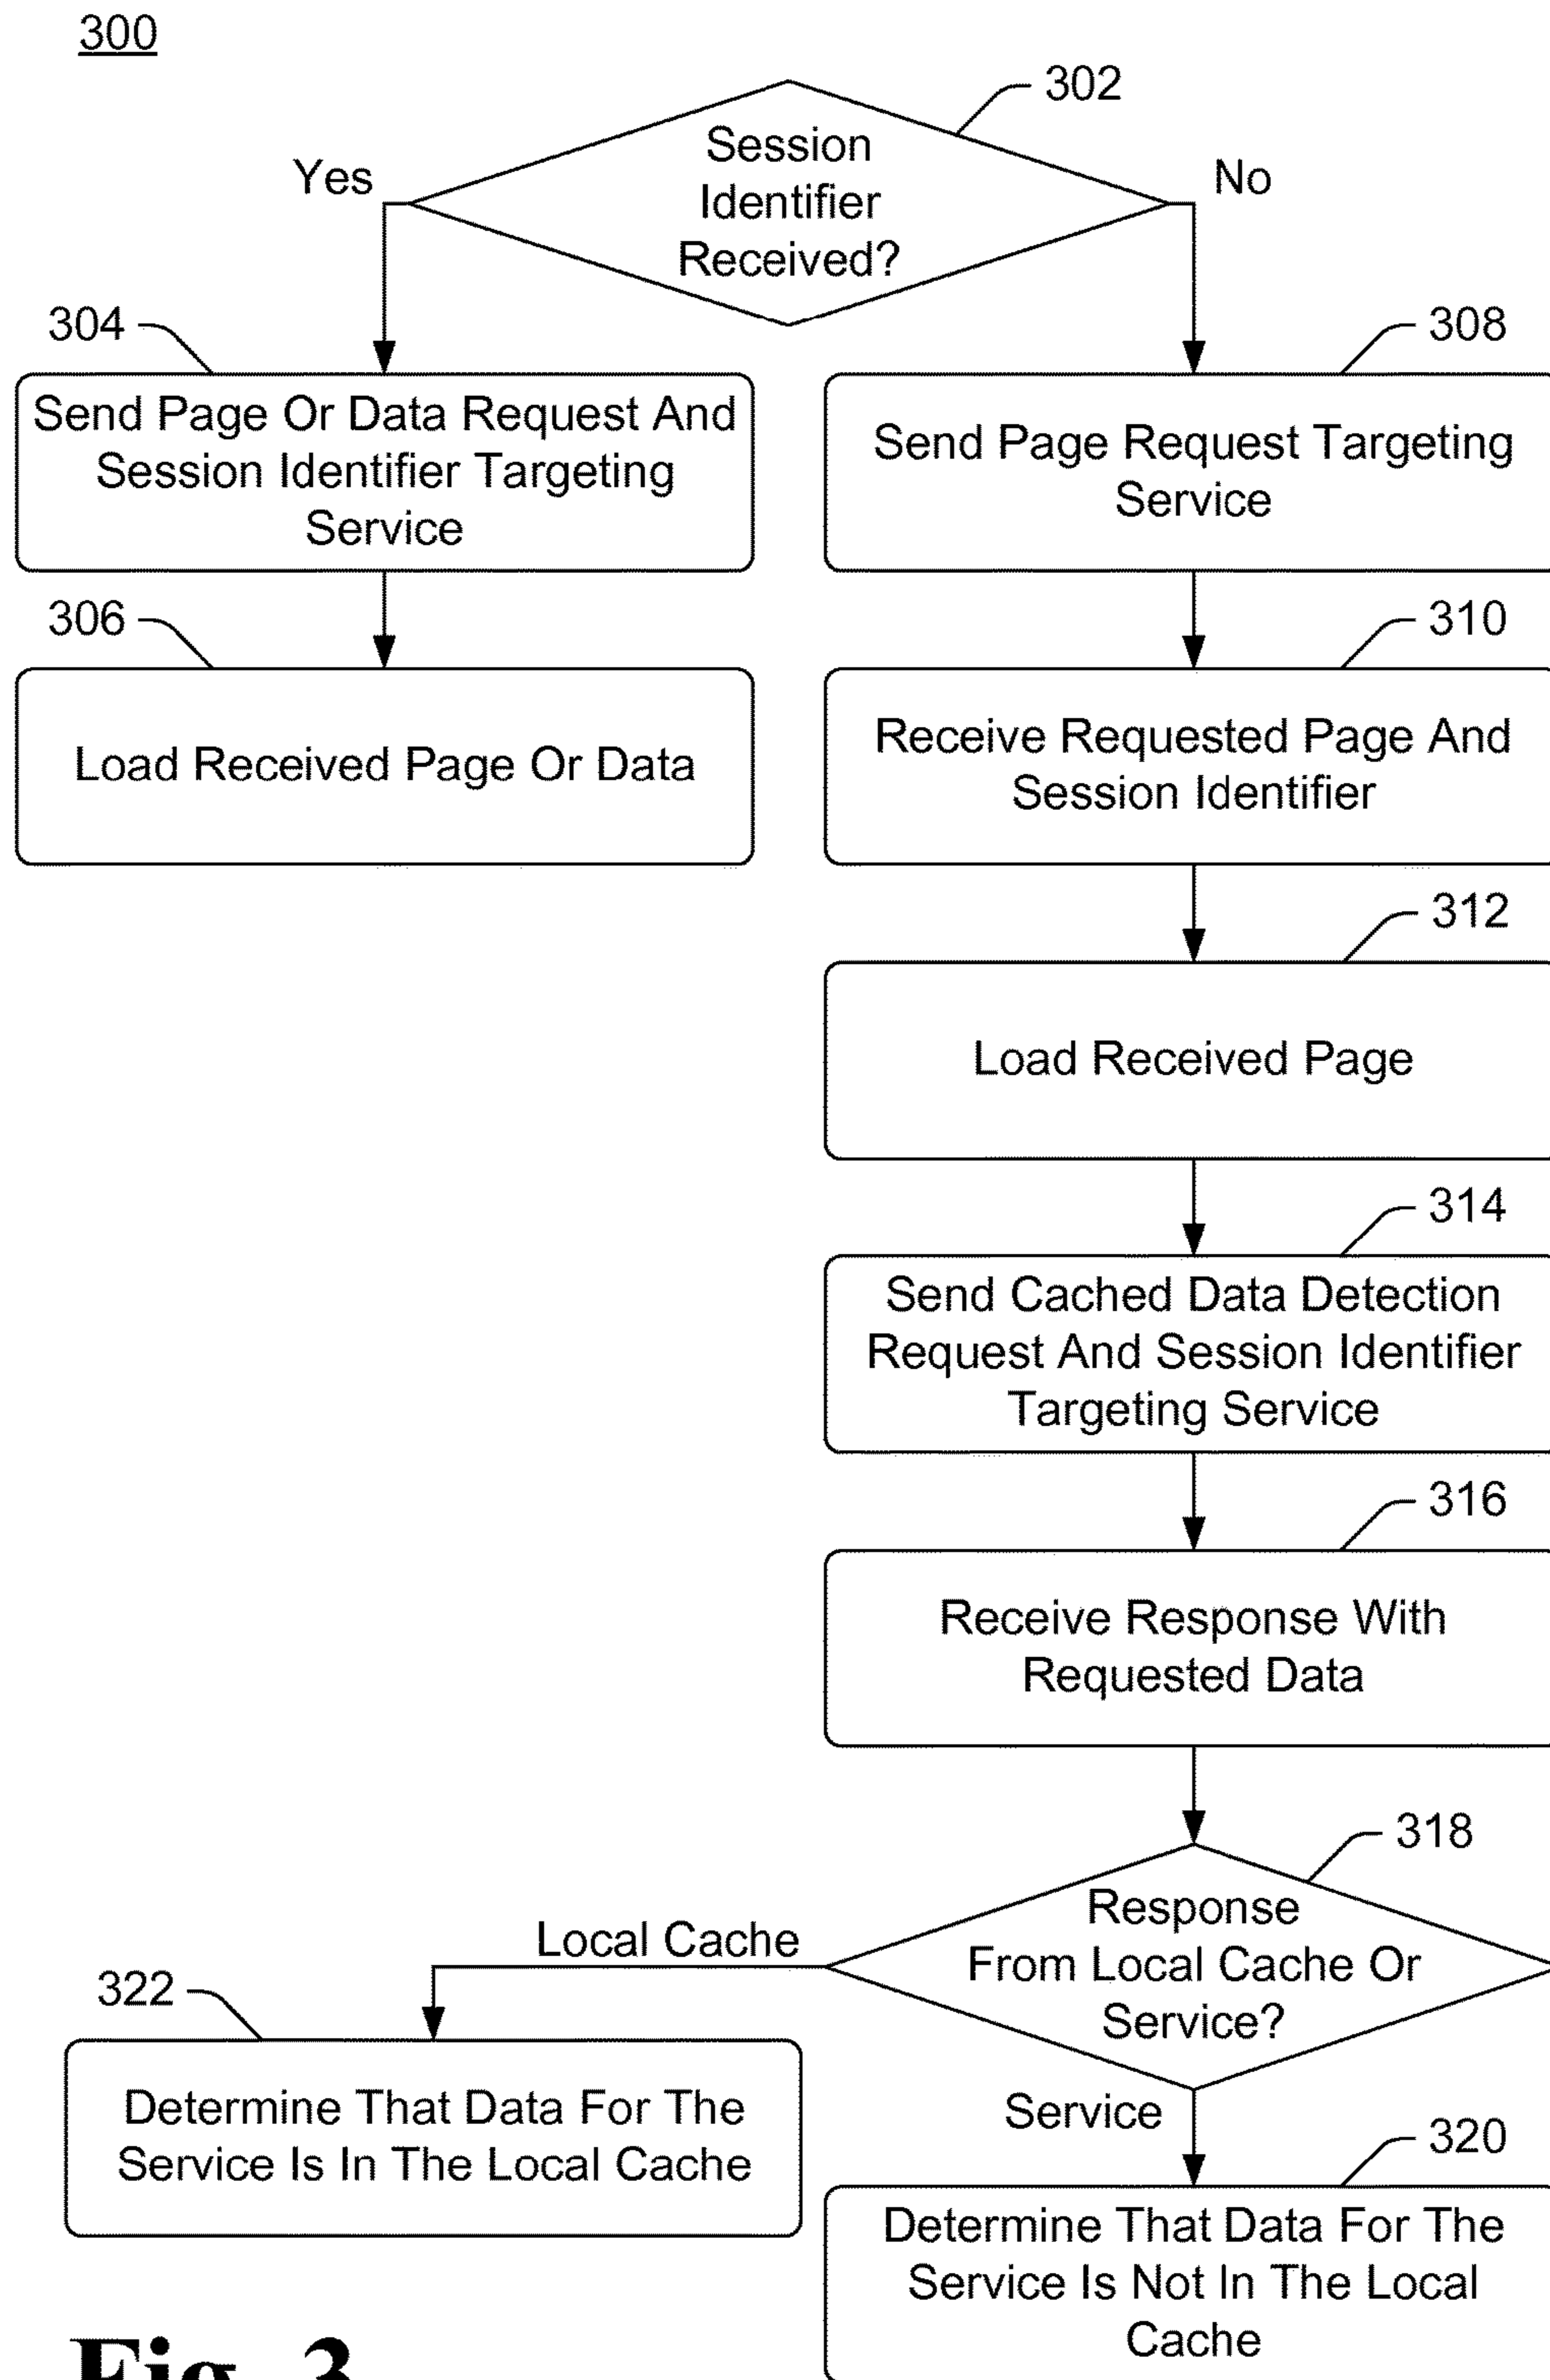 300
302
Session
Identifier
Received?
Yes
No
304
Send Page Or Data Request And
Session Identifier Targeting
Service
308
Send Page Request Targeting
Service
306
Load Received Page Or Data
310
Receive Requested Page And
Session Identifier
312
Load Received Page
314
Send Cached Data Detection
Request And Session Identifier
Targeting Service
316
Receive Response With
Requested Data
318
Response
From Local Cache Or
Service?
Local Cache
322
Determine That Data For The
Service Is In The Local Cache
Service
320
Determine That Data For The
Service Is Not In The Local
Cache
Fig. 3